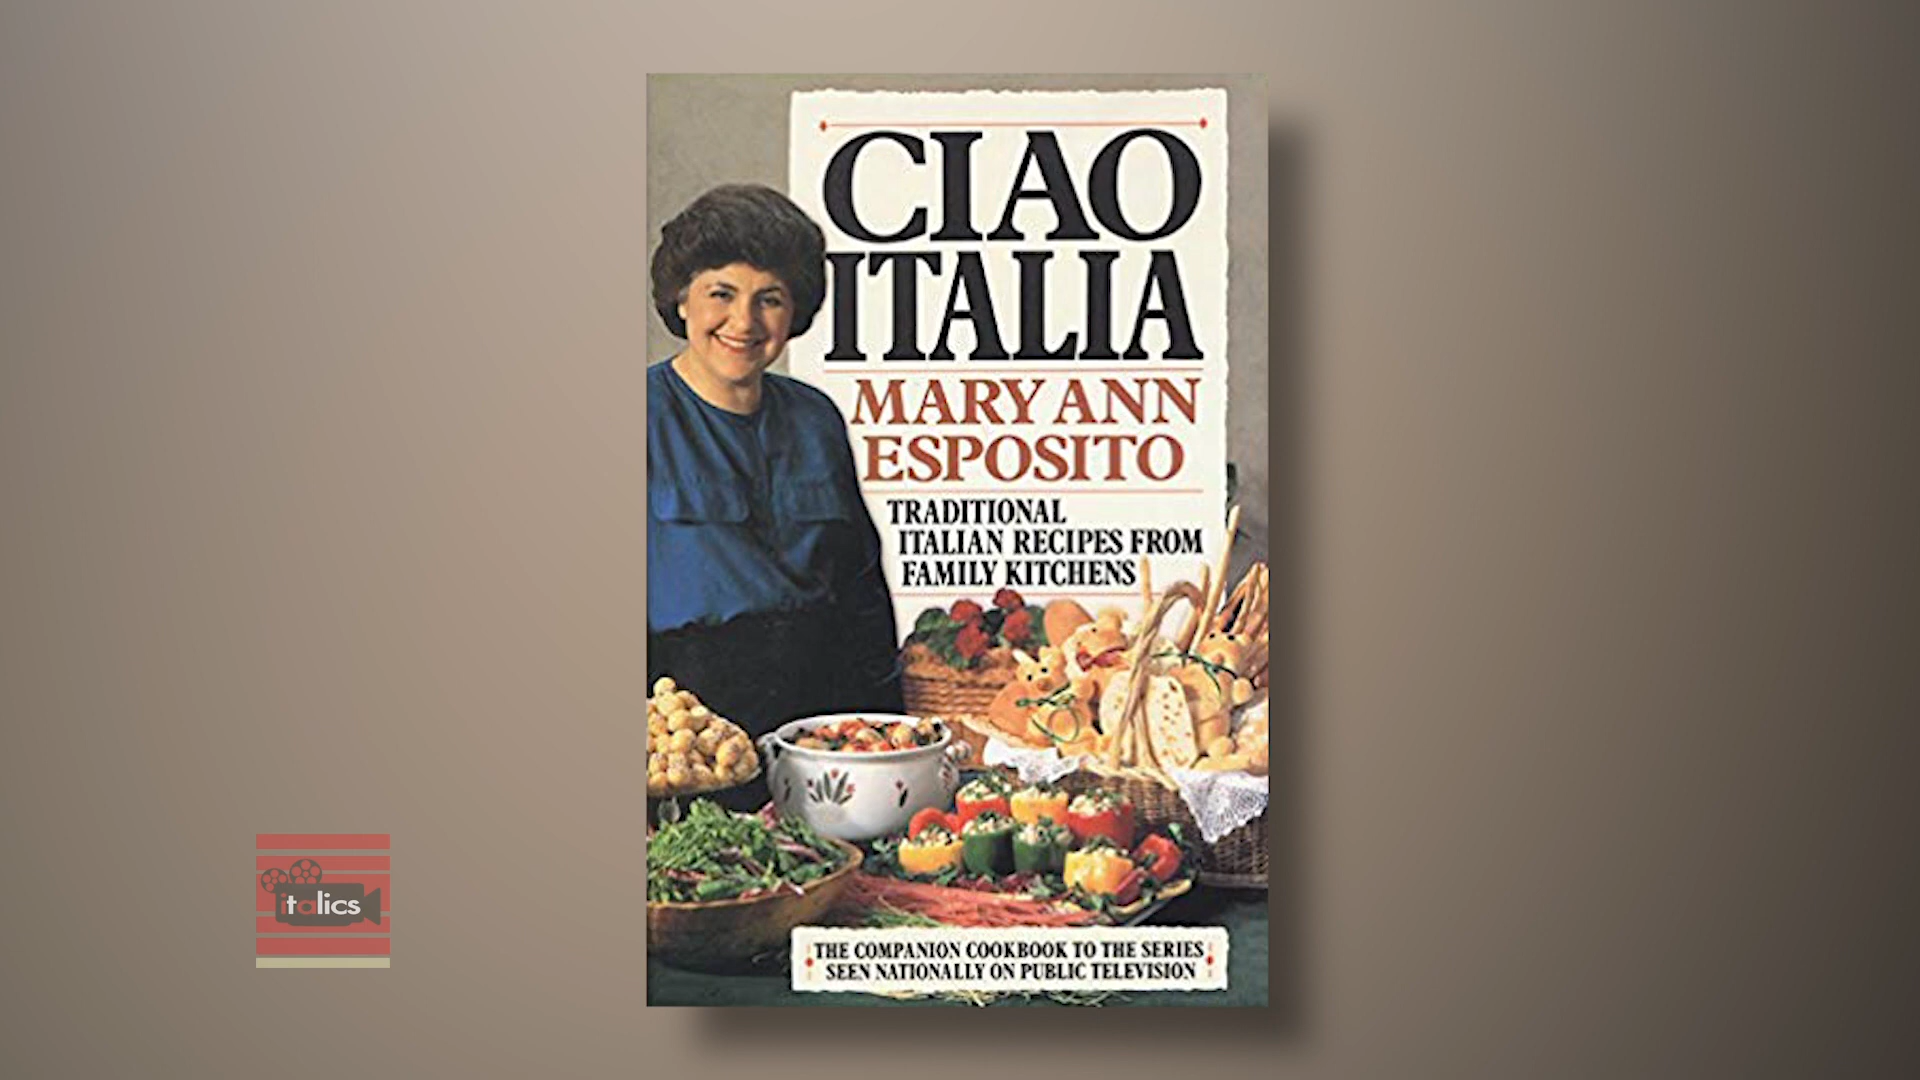 CIAO
ITALIA
MARY ANN
ESPOSITO
TRADITIONAL
ITALIAN RECIPES FROM
FAMILY KITCHENS
THE COMPANION COOKBOOK TO THE SERIES
SEEN NATIONALLY ON PUBLIC TELEVISION
italics